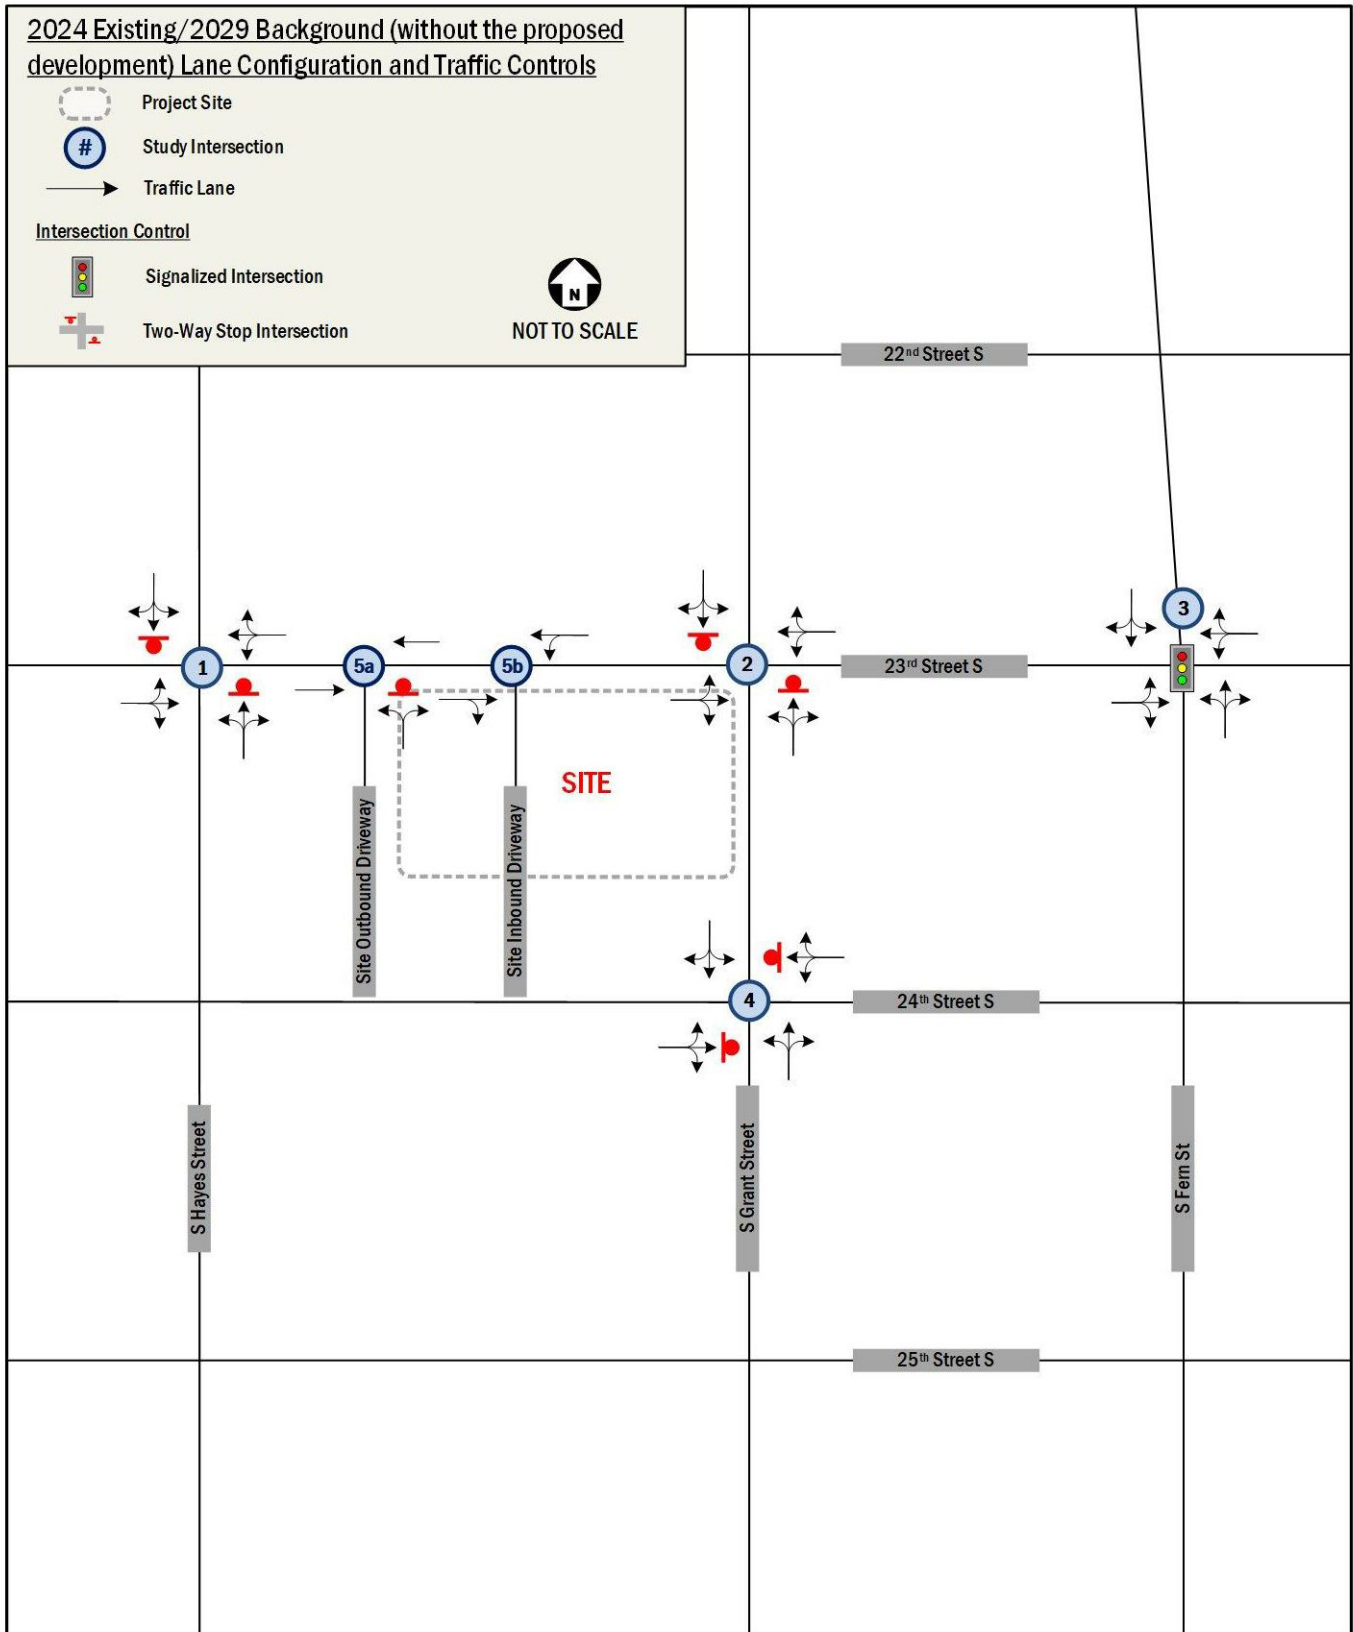 2024 Existing/2029 Background (without the proposed
development) Lane Configuration and Traffic Controls
Project Site
#
Study Intersection
Traffic Lane
Intersection Control
Signalized Intersection
Two-Way Stop Intersection
N
NOT TO SCALE
22nd Street S
3
1
5a
5b
2
23rd Street S
SITE
Site Outbound Driveway
Site Inbound Driveway
4
24th Street S
S Hayes Street
S Grant Street
S Fern St
25th Street S